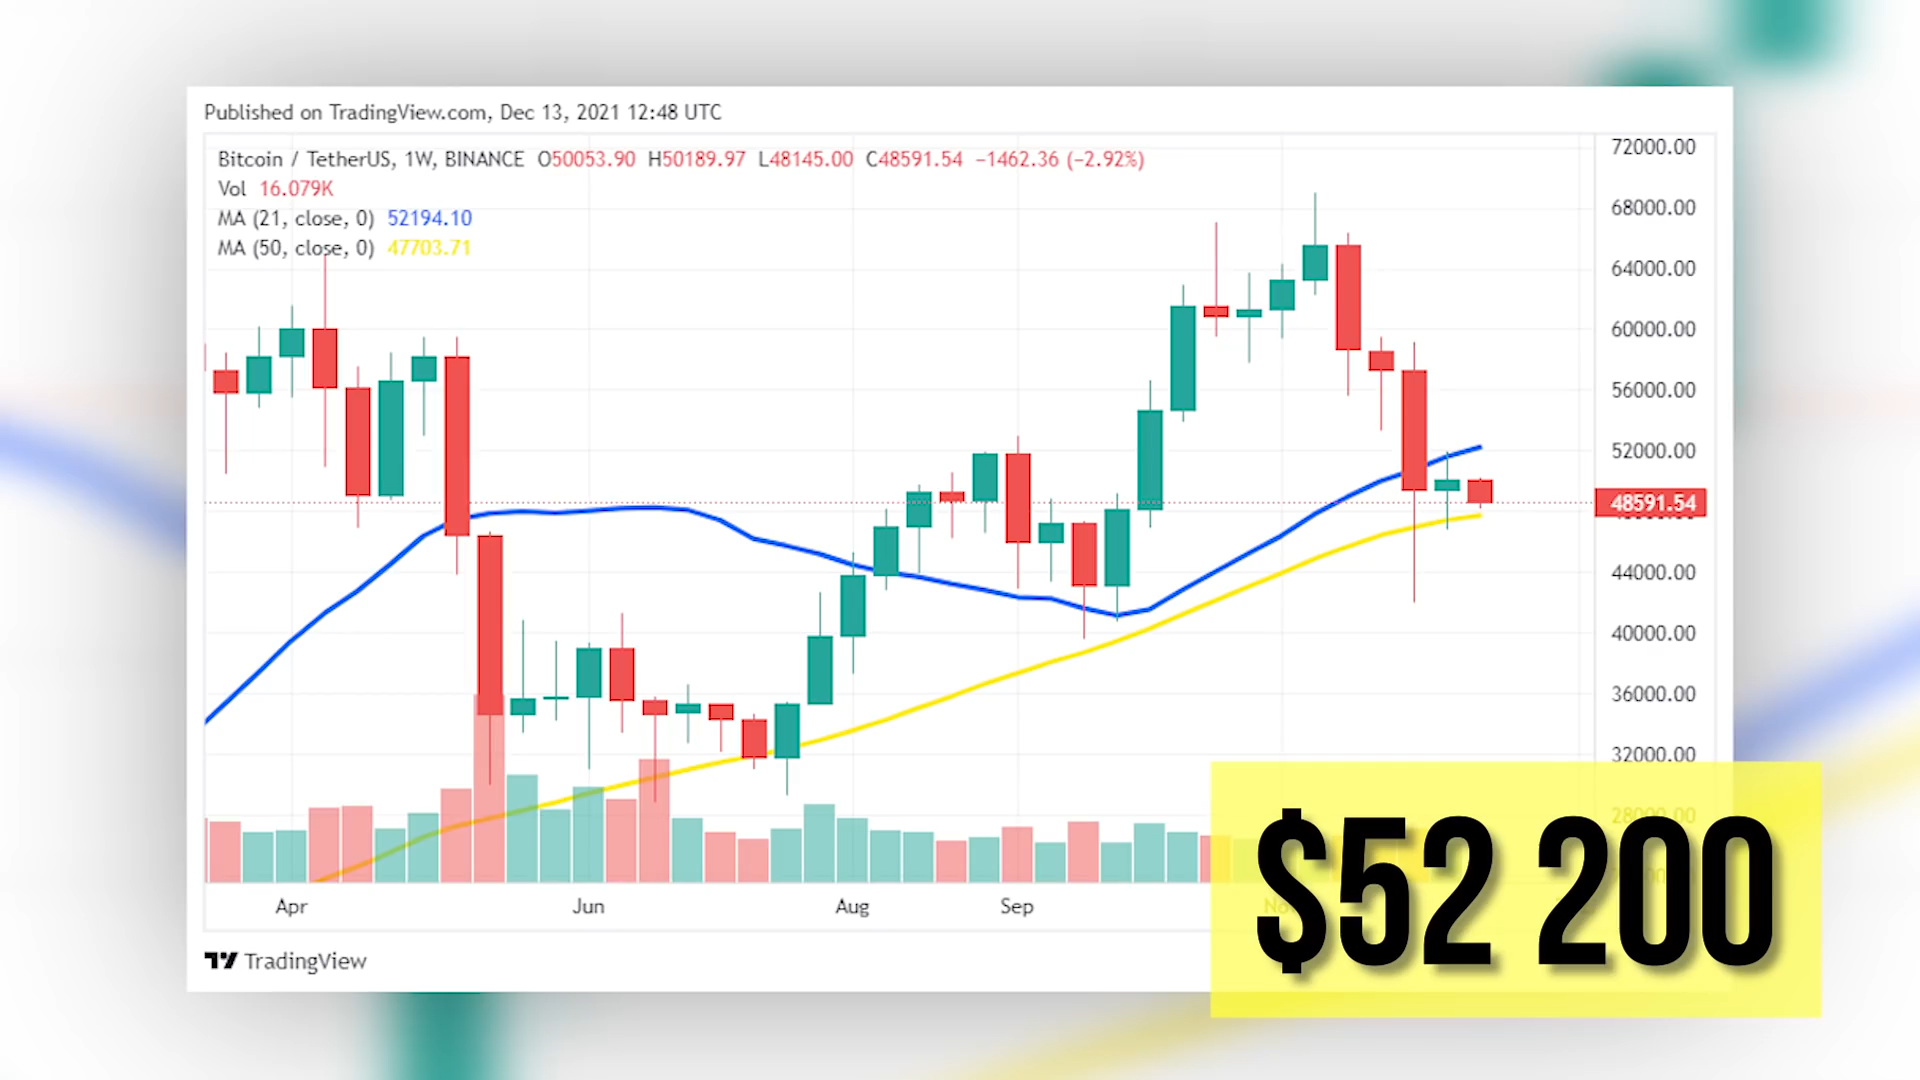 Published on TradingView.com, Dec 13, 2021 12:48 UTC
Bitcoin / TetherUS, 1W, BINANCE O50053.90 H50189.97 L48145.00 C48591.54 −1462.36 (−2.92%)
Vol 16.079K
MA (21, close, 0) 52194.10
MA (50, close, 0) 47703.71
72000.00
68000.00
64000.00
60000.00
56000.00
52000.00
48591.54
44000.00
40000.00
36000.00
32000.00
28000.00
$52 200
Apr Jun Aug Sep
TradingView